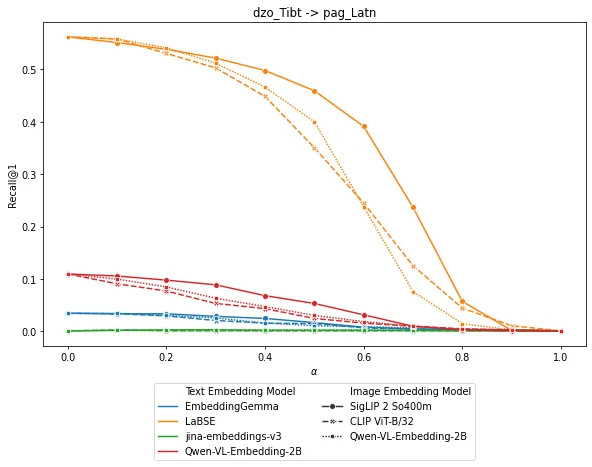 dzo_Tibt -> pag_Latn
Recall@1
0.5
0.4
0.3
0.2
0.1
0.0
0.0 0.2 0.4 0.6 0.8 1.0
α
Text Embedding Model
EmbeddingGemma
LaBSE
jina-embeddings-v3
Qwen-VL-Embedding-2B
Image Embedding Model
SigLIP 2 So400m
CLIP ViT-B/32
Qwen-VL-Embedding-2B